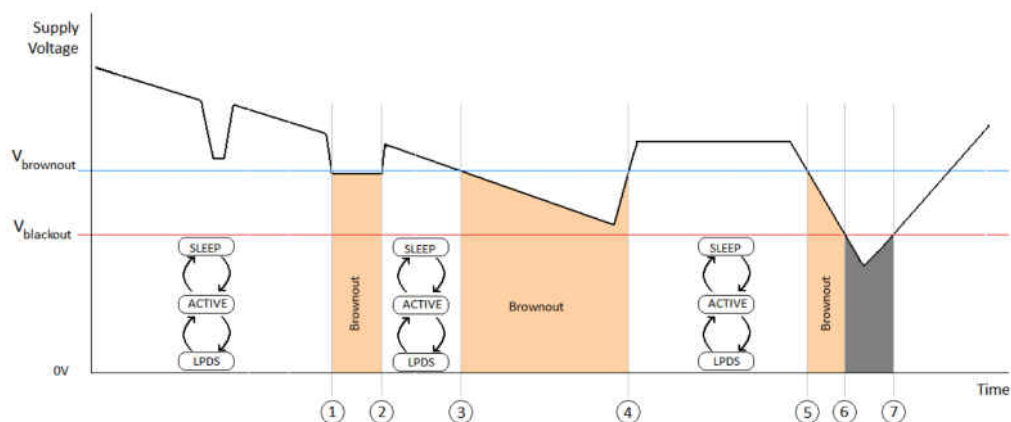 Supply
Voltage
Vbrownout
Vblackout
SLEEP
ACTIVE
LPDS
Brownout
SLEEP
ACTIVE
LPDS
Brownout
SLEEP
ACTIVE
LPDS
Brownout
0V
Time
1 2 3 4 5 6 7